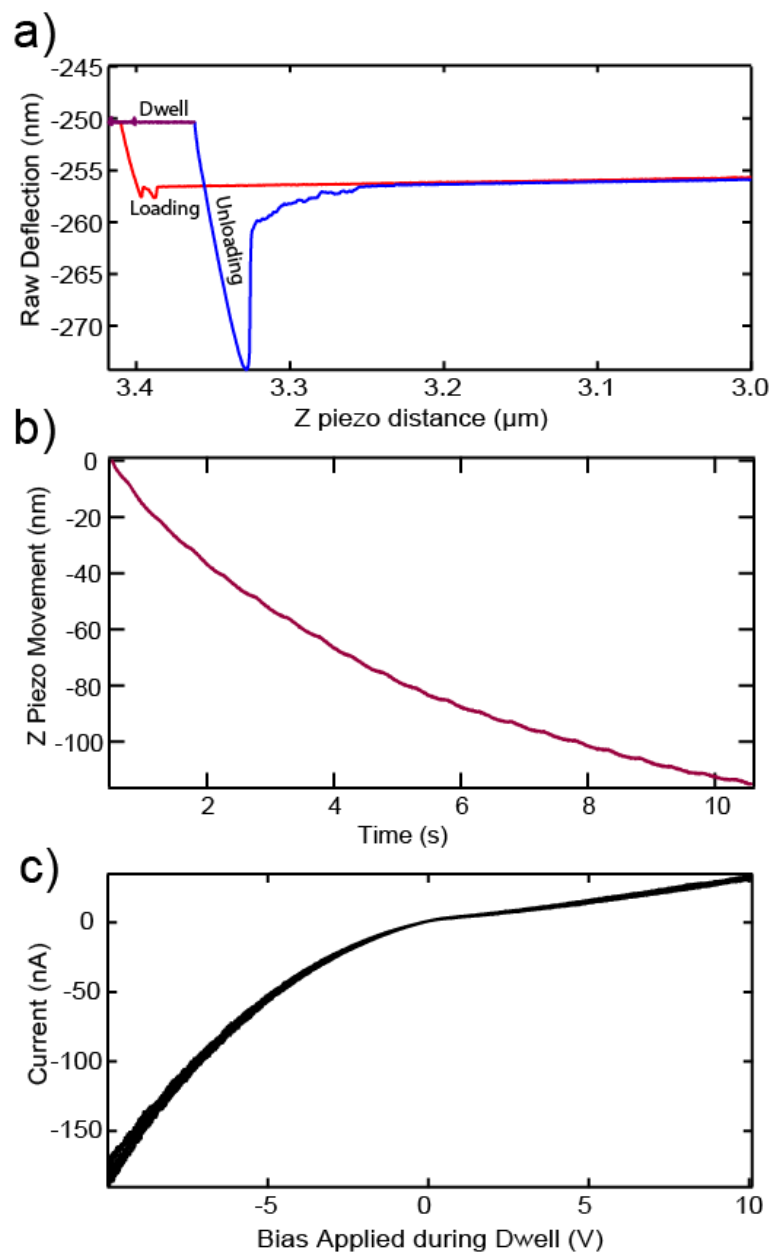 a)
-245
-250
-255
-260
-265
-270
Raw Deflection (nm)
Dwell
Loading
Unloading
3.4
3.3
3.2
3.1
3.0
Z piezo distance (µm)
b)
0
-20
-40
-60
-80
-100
Z Piezo Movement (nm)
2
4
6
8
10
Time (s)
c)
0
-50
-100
-150
Current (nA)
-5
0
5
10
Bias Applied during Dwell (V)